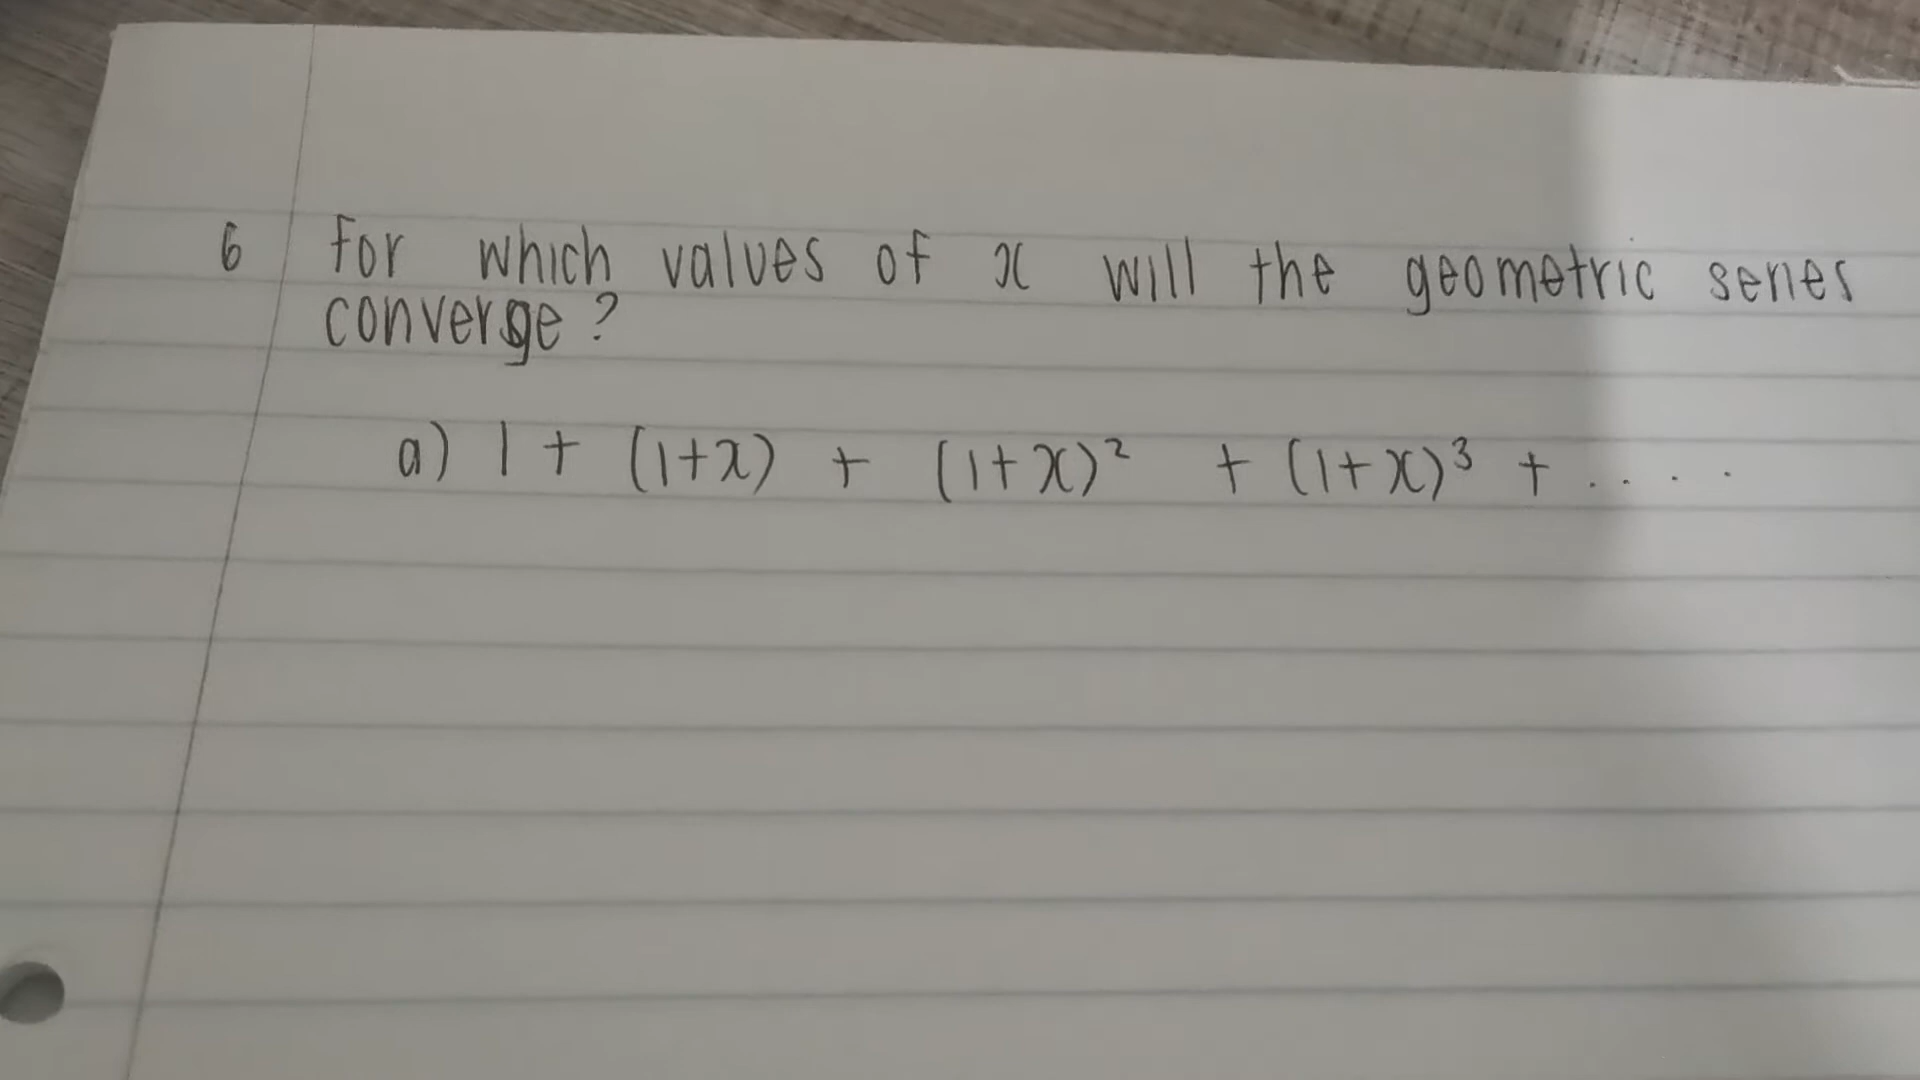 6 For which values of x will the geometric series
converge?
a) 1 + (1+x) + (1+x)² + (1+x)³ + .....